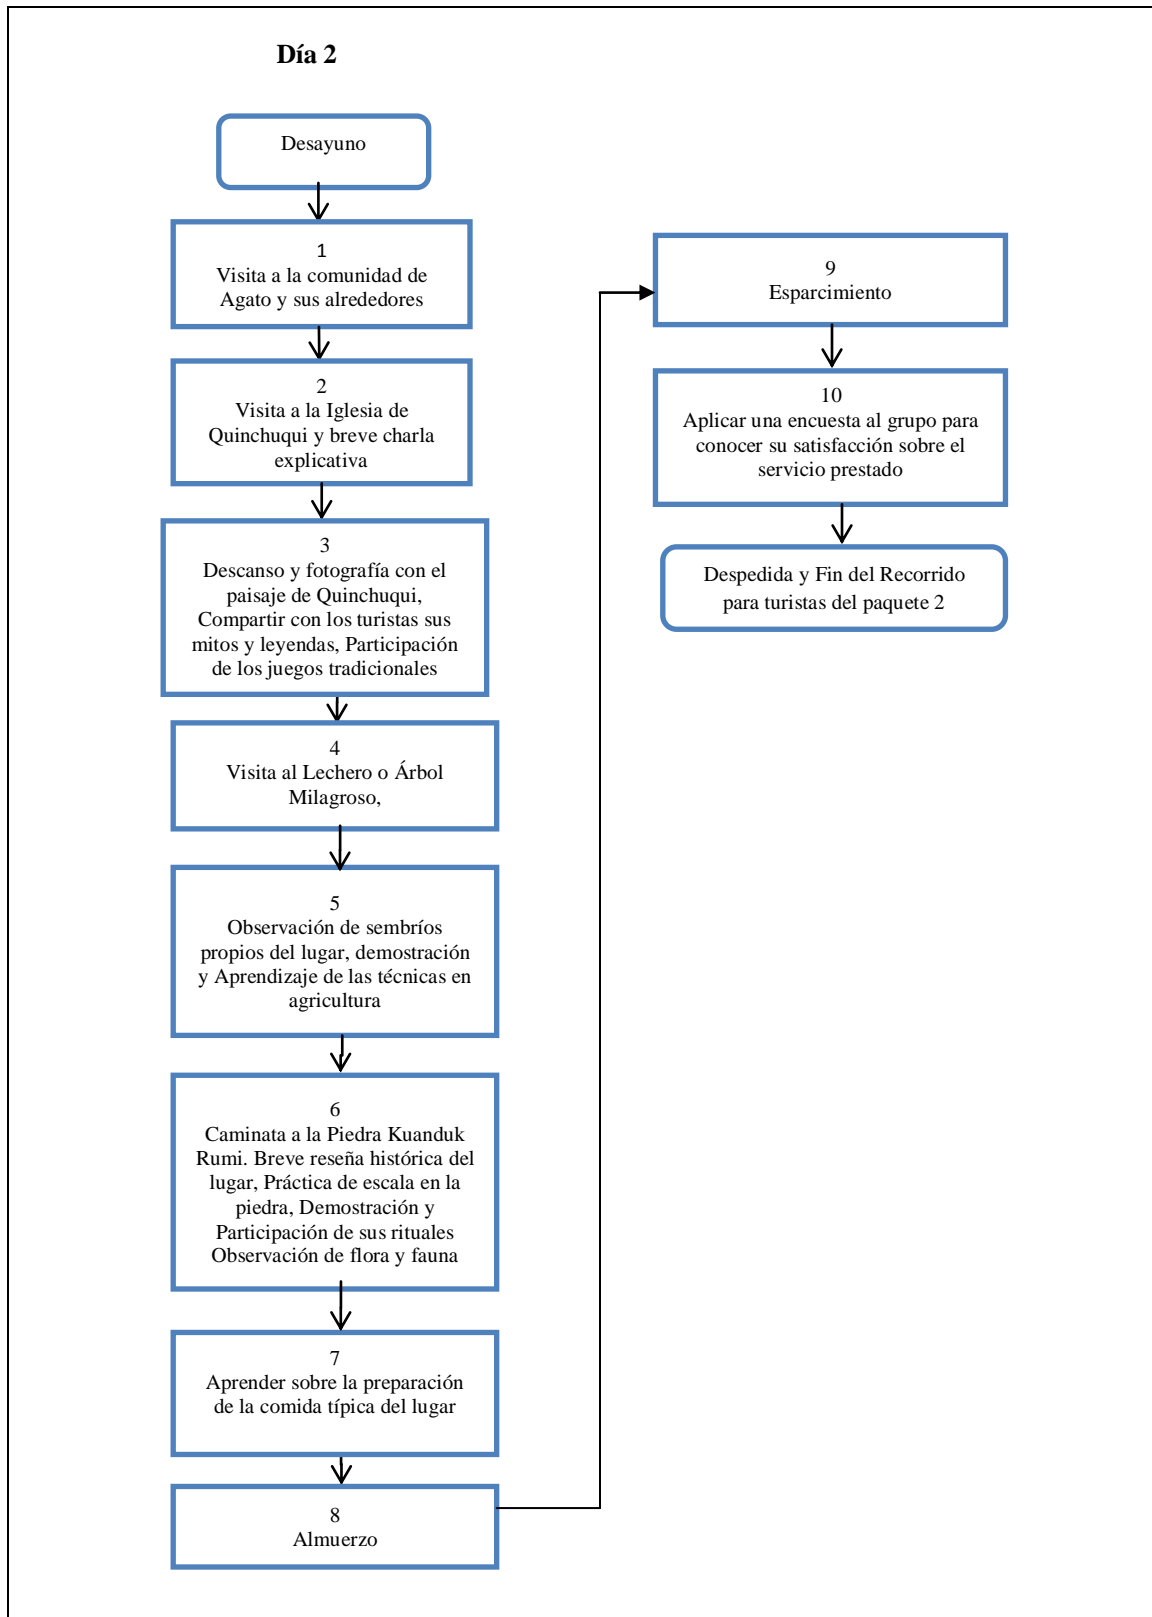 Día 2
Desayuno
1
Visita a la comunidad de
Agato y sus alrededores
2
Visita a la Iglesia de
Quinchuqui y breve charla
explicativa
3
Descanso y fotografía con el
paisaje de Quinchuqui,
Compartir con los turistas sus
mitos y leyendas, Participación
de los juegos tradicionales
4
Visita al Lechero o Árbol
Milagroso,
5
Observación de sembríos
propios del lugar, demostración
y Aprendizaje de las técnicas en
agricultura
6
Caminata a la Piedra Kuanduk
Rumi. Breve reseña histórica del
lugar, Práctica de escala en la
piedra, Demostración y
Participación de sus rituales
Observación de flora y fauna
7
Aprender sobre la preparación
de la comida típica del lugar
8
Almuerzo
9
Esparcimiento
10
Aplicar una encuesta al grupo para
conocer su satisfacción sobre el
servicio prestado
Despedida y Fin del Recorrido
para turistas del paquete 2